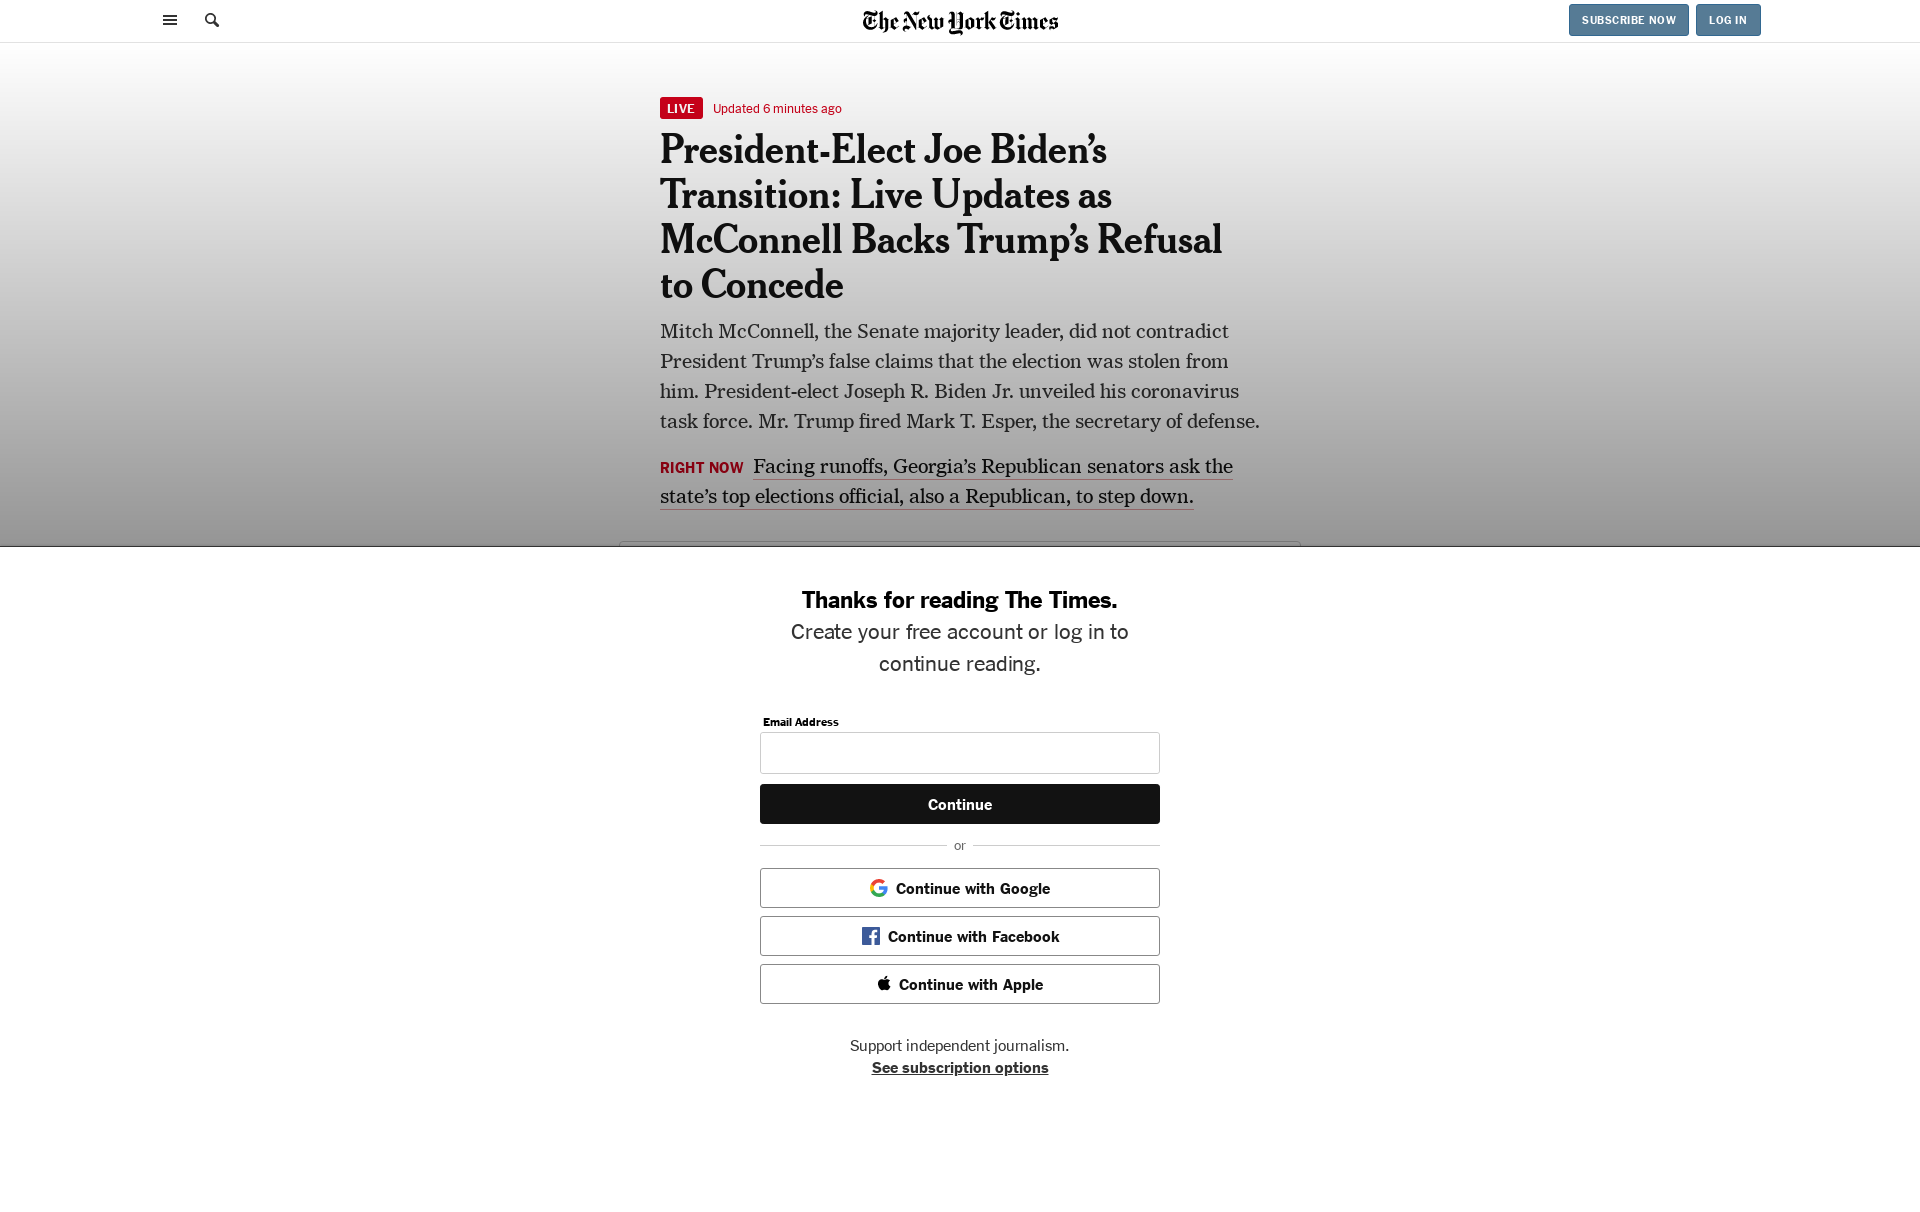 The New York Times
SUBSCRIBE NOW
LOG IN
LIVE Updated 6 minutes ago
President-Elect Joe Biden’s
Transition: Live Updates as
McConnell Backs Trump’s Refusal
to Concede
Mitch McConnell, the Senate majority leader, did not contradict
President Trump’s false claims that the election was stolen from
him. President-elect Joseph R. Biden Jr. unveiled his coronavirus
task force. Mr. Trump fired Mark T. Esper, the secretary of defense.
RIGHT NOW Facing runoffs, Georgia’s Republican senators ask the
state’s top elections official, also a Republican, to step down.
Thanks for reading The Times.
Create your free account or log in to
continue reading.
Email Address
Continue
or
Continue with Google
Continue with Facebook
Continue with Apple
Support independent journalism.
See subscription options